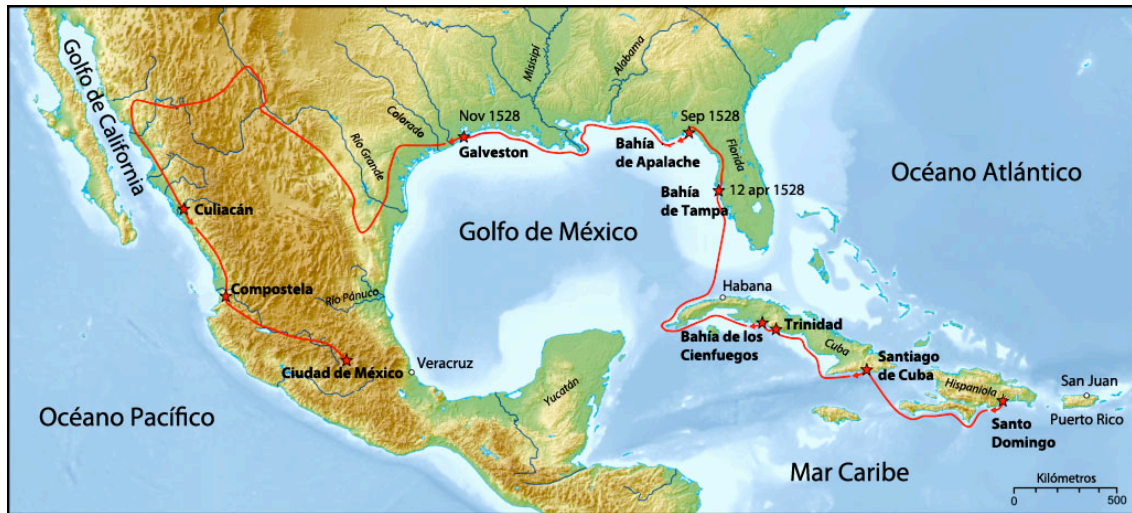 Golfo de California
Colorado
Misisipí
Alabama
Nov 1528
Galveston
Sep 1528
Bahía
de Apalache
Florida
Océano Atlántico
Río Grande
12 apr 1528
Bahía
de Tampa
Culiacán
Golfo de México
Compostela
Río Pánuco
Habana
Trinidad
Bahía de los
Cienfuegos
Cuba
Santiago
de Cuba
Ciudad de México
Veracruz
Yucatán
Hispaniola
San Juan
Puerto Rico
Océano Pacífico
Santo
Domingo
Mar Caribe
Kilómetros
0 500